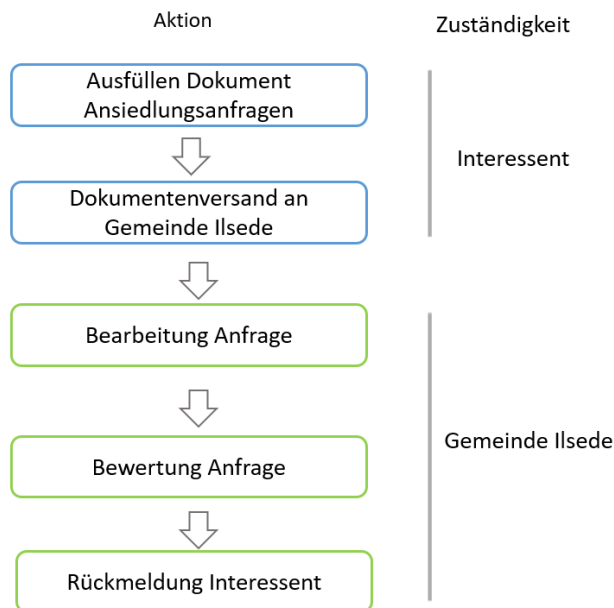 Aktion
Zuständigkeit
Ausfüllen Dokument
Ansiedlungsanfragen
Interessent
Dokumentenversand an
Gemeinde Ilsede
Bearbeitung Anfrage
Gemeinde Ilsede
Bewertung Anfrage
Rückmeldung Interessent